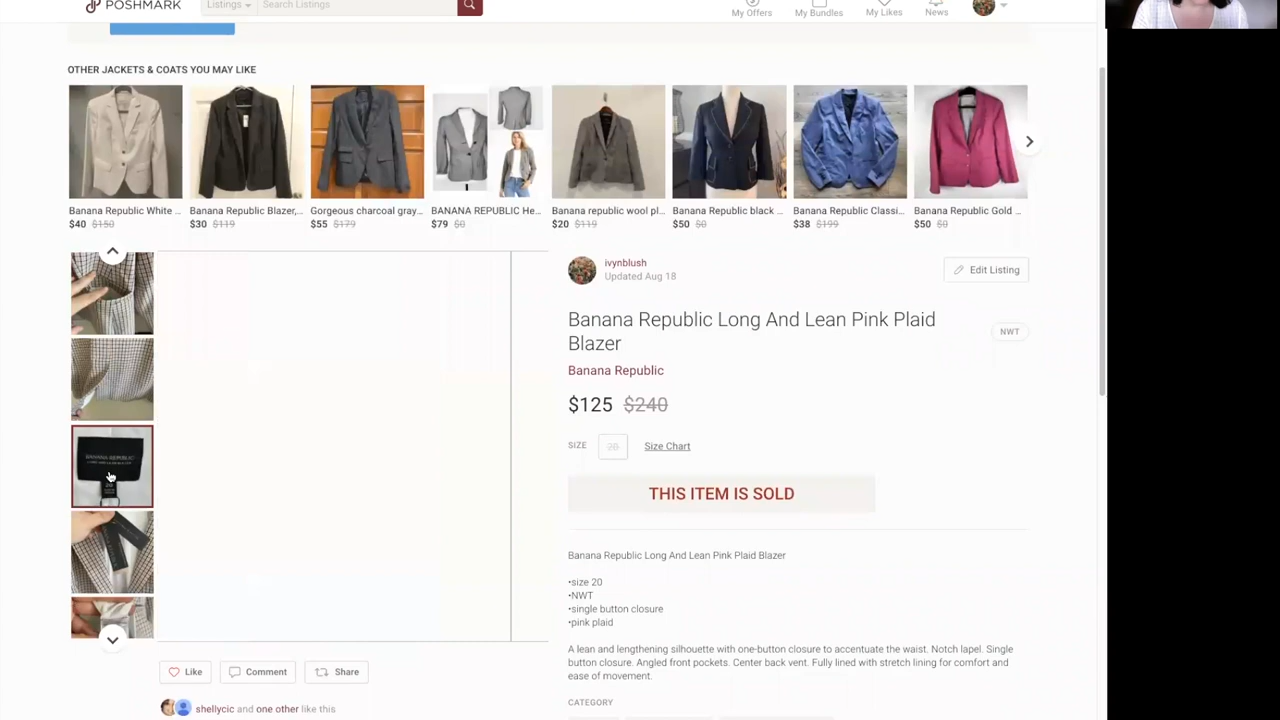 POSHMARK
Listings
Search Listings
My Offers
My Bundles
My Likes
News
OTHER JACKETS & COATS YOU MAY LIKE
Banana Republic White ...
$40 $150
Banana Republic Blazer,...
$30 $119
Gorgeous charcoal gray...
$55 $179
BANANA REPUBLIC He...
$79 $0
Banana republic wool pl...
$20 $119
Banana Republic black ...
$50 $0
Banana Republic Classi...
$38 $199
Banana Republic Gold ...
$50 $0
BANANA REPUBLIC
20
ivynblush
Updated Aug 18
Edit Listing
Banana Republic Long And Lean Pink Plaid
Blazer
NWT
Banana Republic
$125 $240
SIZE
20
Size Chart
THIS ITEM IS SOLD
Banana Republic Long And Lean Pink Plaid Blazer
•size 20
•NWT
•single button closure
•pink plaid
A lean and lengthening silhouette with one-button closure to accentuate the waist. Notch lapel. Single
button closure. Angled front pockets. Center back vent. Fully lined with stretch lining for comfort and
ease of movement.
CATEGORY
Like
Comment
Share
shellycic and one other like this